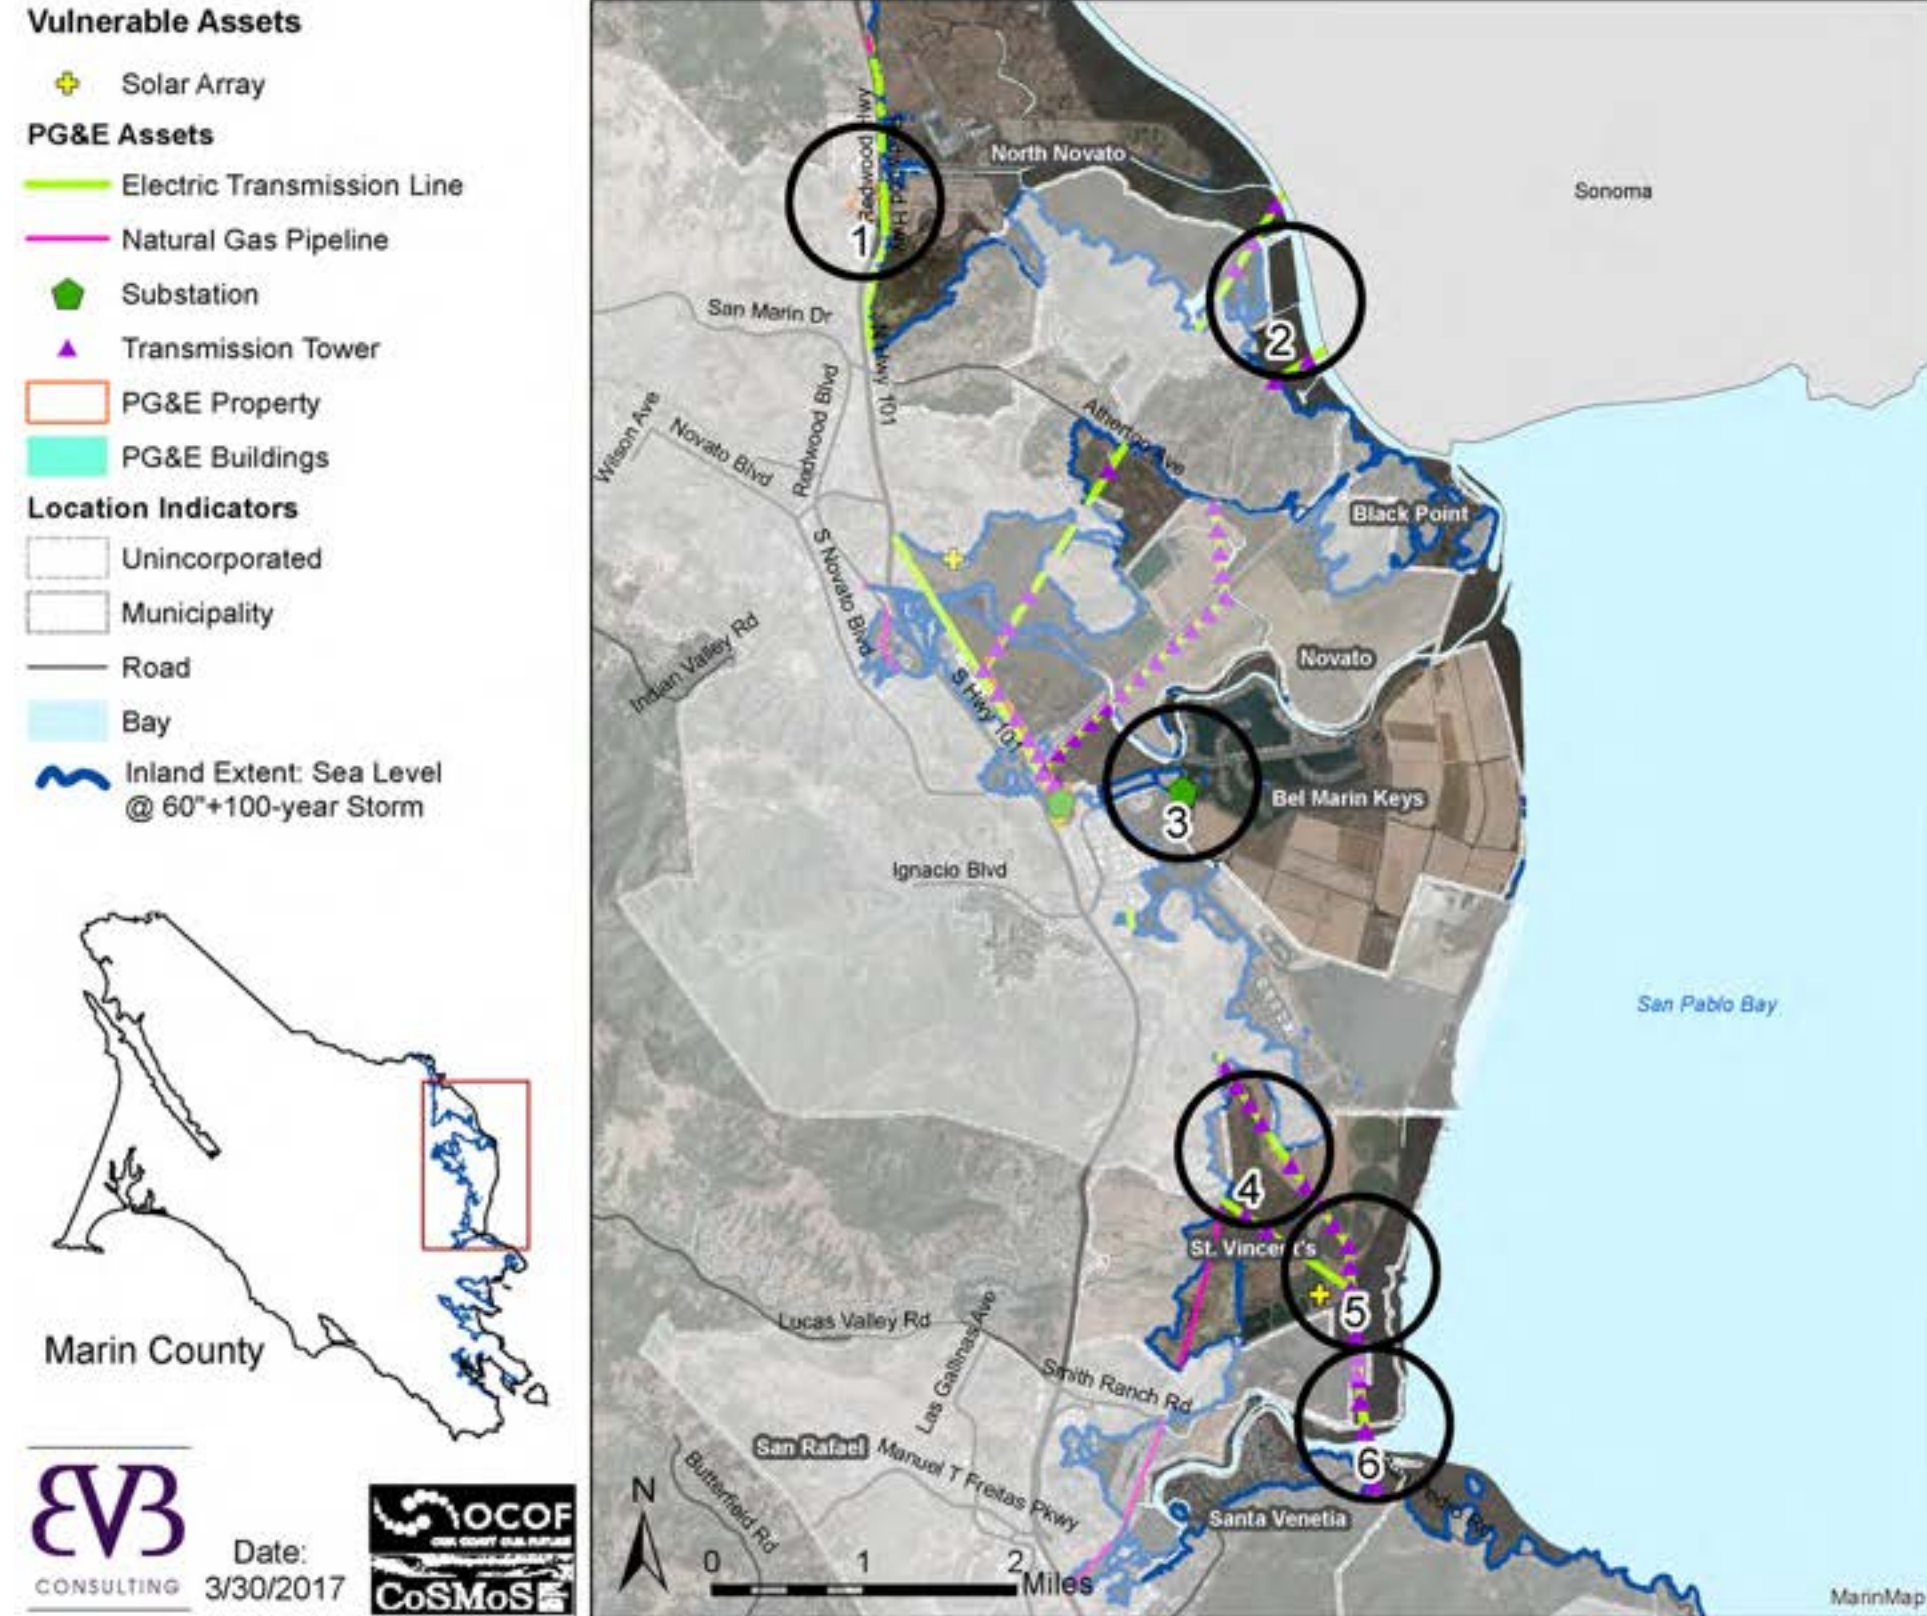 Vulnerable Assets
Solar Array
PG&E Assets
Electric Transmission Line
Natural Gas Pipeline
Substation
Transmission Tower
PG&E Property
PG&E Buildings
Location Indicators
Unincorporated
Municipality
Road
Bay
Inland Extent: Sea Level
@ 60"+100-year Storm
Marin County
EVB
CONSULTING
Date:
3/30/2017
OCOF
OUR COAST OUR FUTURE
CoSMoS
Redwood Hwy
North Novato
Sonoma
1
2
San Marin Dr
N Hwy 101
Redwood Blvd
Atherton Ave
Wilson Ave
Novato Blvd
Black Point
S Novato Blvd
Indian Valley Rd
Novato
S Hwy 101
Bel Marin Keys
3
Ignacio Blvd
San Pablo Bay
4
St. Vincent's
5
Lucas Valley Rd
Las Gallinas Ave
Smith Ranch Rd
San Rafael
Manuel T Freitas Pkwy
6
Butterfield Rd
Santa Venetia
N
0 1 2
Miles
MarinMap